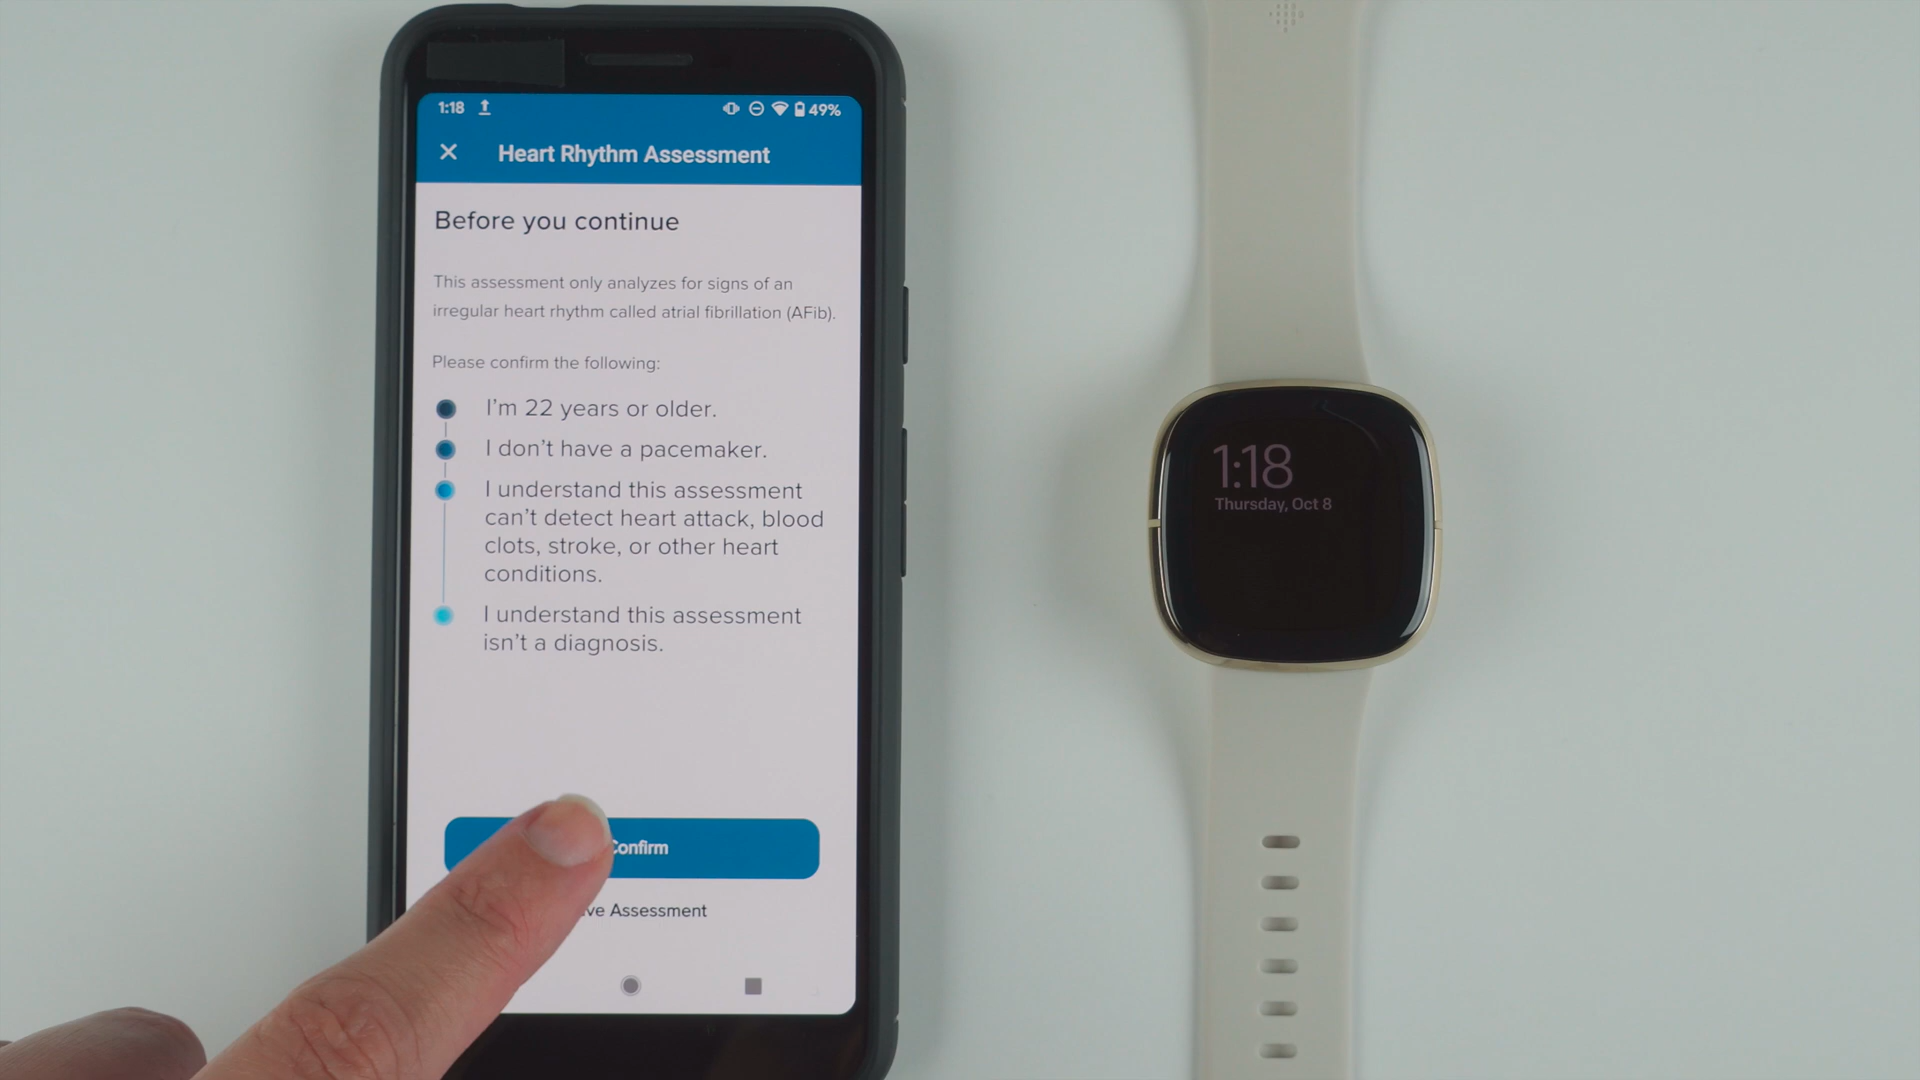 1:18
49%
Heart Rhythm Assessment
Before you continue
This assessment only analyzes for signs of an
irregular heart rhythm called atrial fibrillation (AFib).
Please confirm the following:
I'm 22 years or older.
I don't have a pacemaker.
I understand this assessment
can't detect heart attack, blood
clots, stroke, or other heart
conditions.
I understand this assessment
isn't a diagnosis.
Confirm
Assessment
1:18
Thursday, Oct 8